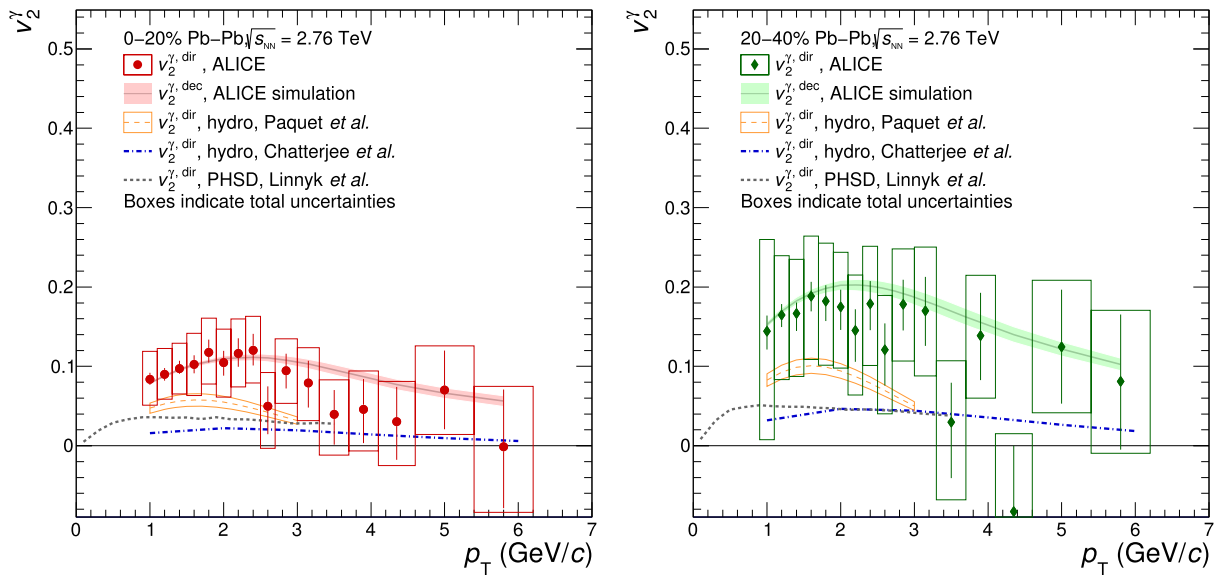 v₂^γ
0.5
0.4
0.3
0.2
0.1
0
0–20% Pb–Pb,√s_NN = 2.76 TeV
v₂^γ, dir , ALICE
v₂^γ, dec, ALICE simulation
v₂^γ, dir, hydro, Paquet et al.
v₂^γ, dir, hydro, Chatterjee et al.
v₂^γ, dir, PHSD, Linnyk et al.
Boxes indicate total uncertainties
0 1 2 3 4 5 6 7
p_T (GeV/c)
v₂^γ
0.5
0.4
0.3
0.2
0.1
0
20–40% Pb–Pb,√s_NN = 2.76 TeV
v₂^γ, dir , ALICE
v₂^γ, dec, ALICE simulation
v₂^γ, dir, hydro, Paquet et al.
v₂^γ, dir, hydro, Chatterjee et al.
v₂^γ, dir, PHSD, Linnyk et al.
Boxes indicate total uncertainties
0 1 2 3 4 5 6 7
p_T (GeV/c)